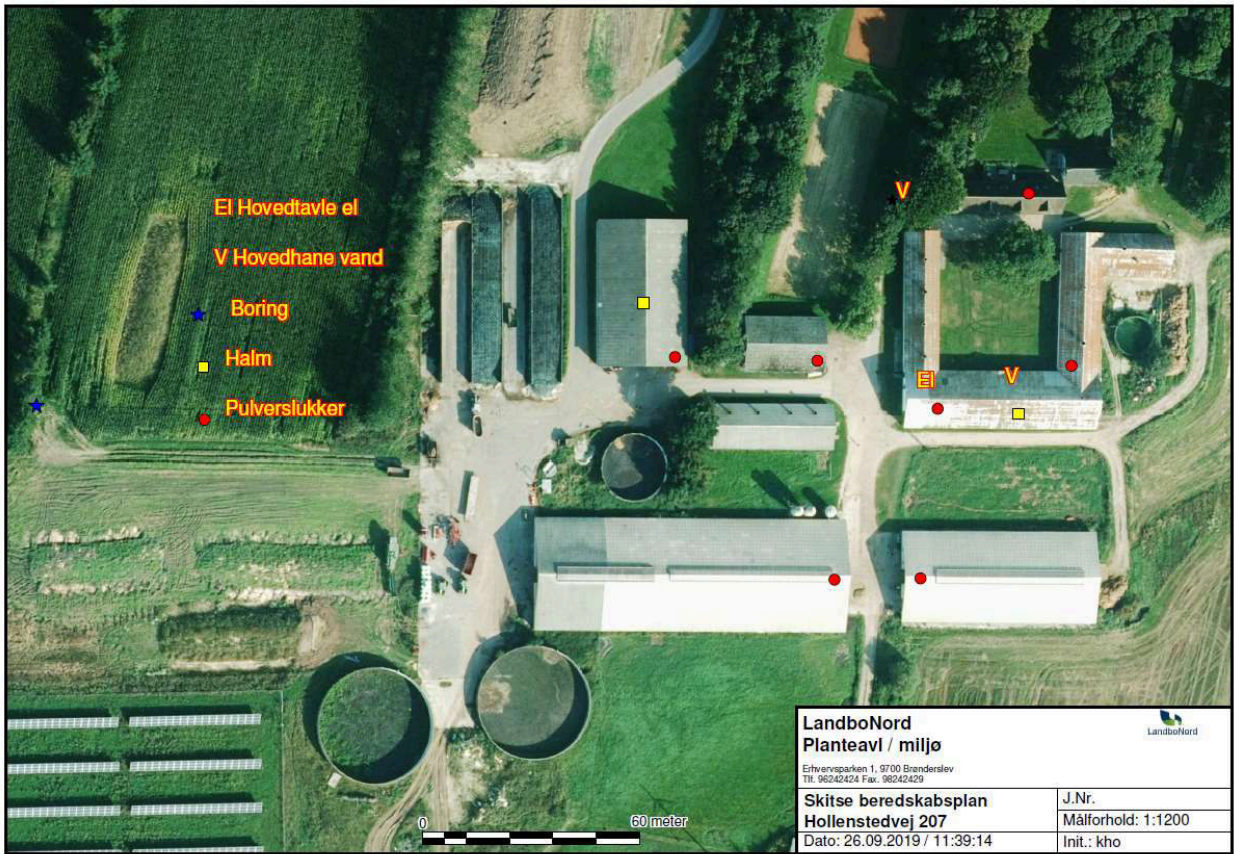 El Hovedtavle el
V Hovedhane vand
Boring
Halm
Pulverslukker
V
El
V
0
60 meter
LandboNord
Planteavl / miljø
LandboNord
Erhvervsparken 1, 9700 Brønderslev
Tlf. 96242424 Fax. 98242429
Skitse beredskabsplan
Hollenstedvej 207
Dato: 26.09.2019 / 11:39:14
J.Nr.
Målforhold: 1:1200
Init.: kho